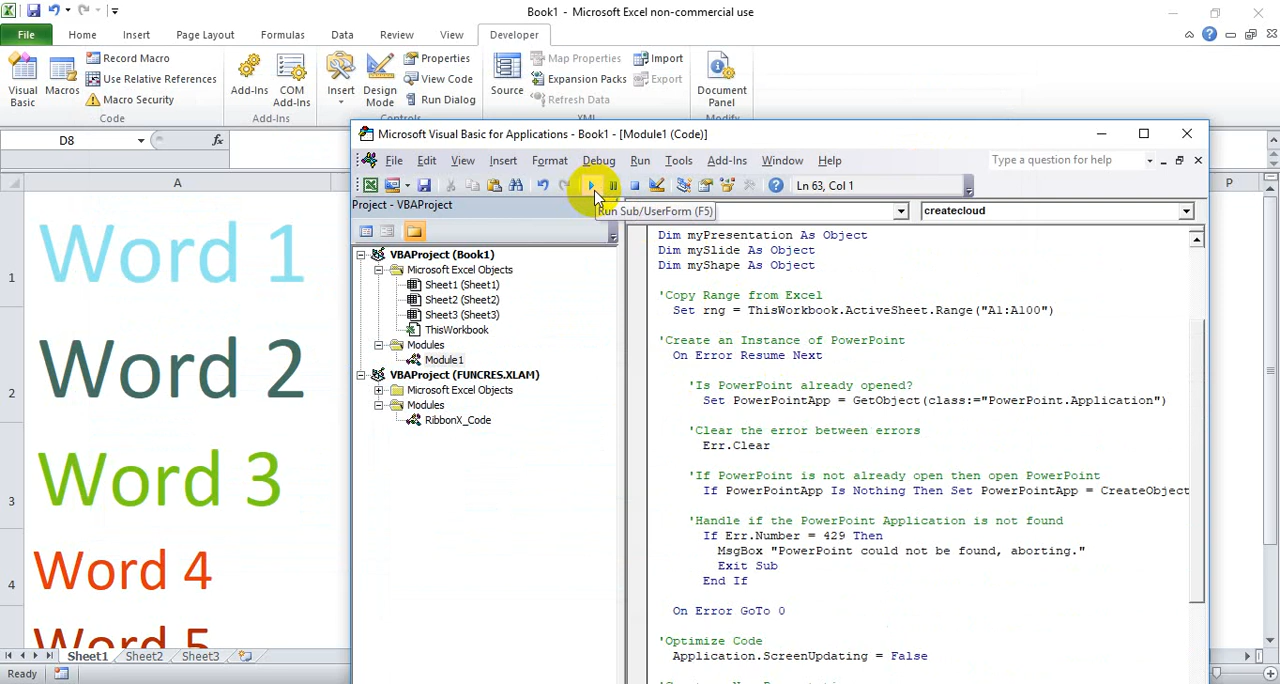 Book1 - Microsoft Excel non-commercial use
File Home Insert Page Layout Formulas Data Review View Developer
Visual Basic
Macros
Record Macro
Use Relative References
Macro Security
Code
Add-Ins
COM Add-Ins
Add-Ins
Insert
Design Mode
Properties
View Code
Run Dialog
Controls
Source
Map Properties
Expansion Packs
Refresh Data
Import
Export
XML
Document Panel
Modify
D8
fx
A
P
1
2
3
4
Word 1
Word 2
Word 3
Word 4
Word 5
Sheet1 Sheet2 Sheet3
Ready
Microsoft Visual Basic for Applications - Book1 - [Module1 (Code)]
File Edit View Insert Format Debug Run Tools Add-Ins Window Help
Type a question for help
Ln 63, Col 1
Run Sub/UserForm (F5)
Project - VBAProject
VBAProject (Book1)
Microsoft Excel Objects
Sheet1 (Sheet1)
Sheet2 (Sheet2)
Sheet3 (Sheet3)
ThisWorkbook
Modules
Module1
VBAProject (FUNCRES.XLAM)
Microsoft Excel Objects
Modules
RibbonX_Code
createcloud
Dim myPresentation As Object
Dim mySlide As Object
Dim myShape As Object
'Copy Range from Excel
Set rng = ThisWorkbook.ActiveSheet.Range("A1:A100")
'Create an Instance of PowerPoint
On Error Resume Next
'Is PowerPoint already opened?
Set PowerPointApp = GetObject(class:="PowerPoint.Application")
'Clear the error between errors
Err.Clear
'If PowerPoint is not already open then open PowerPoint
If PowerPointApp Is Nothing Then Set PowerPointApp = CreateObject
'Handle if the PowerPoint Application is not found
If Err.Number = 429 Then
MsgBox "PowerPoint could not be found, aborting."
Exit Sub
End If
On Error GoTo 0
'Optimize Code
Application.ScreenUpdating = False